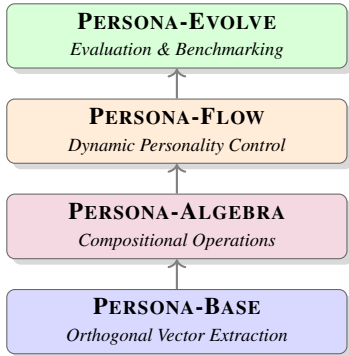 PERSONA-EVOLVE
Evaluation & Benchmarking
PERSONA-FLOW
Dynamic Personality Control
PERSONA-ALGEBRA
Compositional Operations
PERSONA-BASE
Orthogonal Vector Extraction